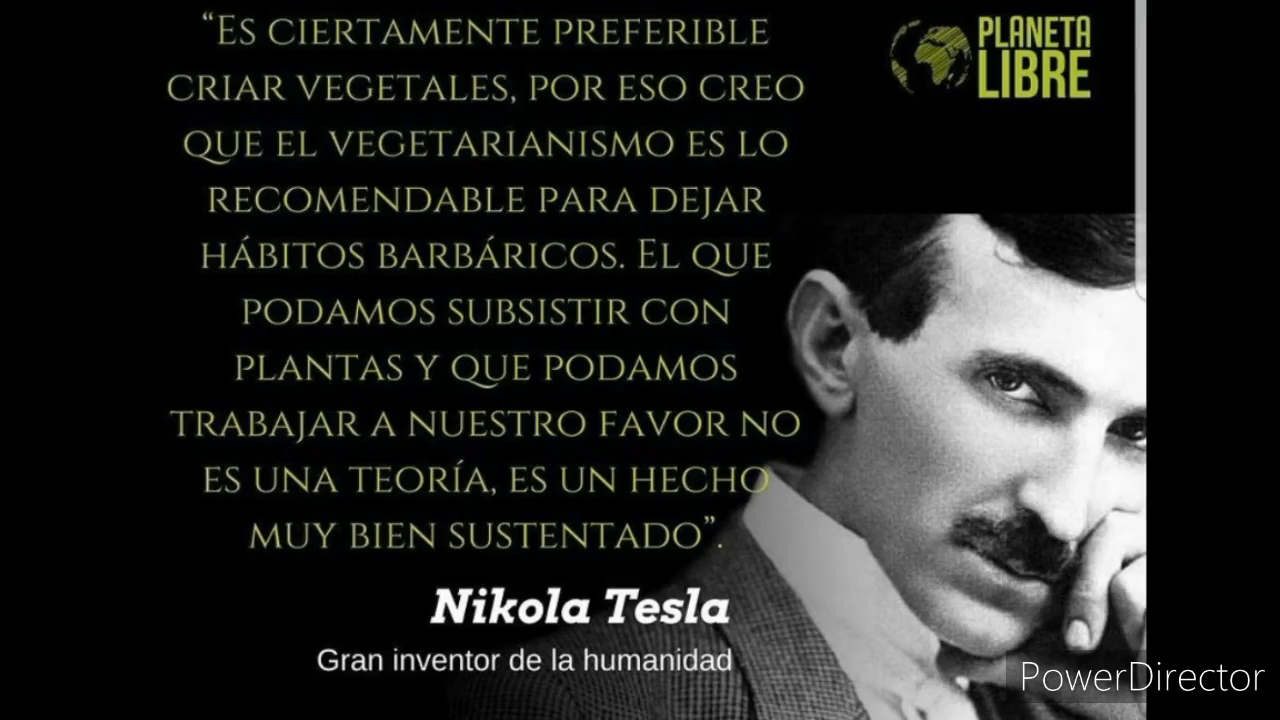 “ES CIERTAMENTE PREFERIBLE
CRIAR VEGETALES, POR ESO CREO
QUE EL VEGETARIANISMO ES LO
RECOMENDABLE PARA DEJAR
HÁBITOS BARBÁRICOS. EL QUE
PODAMOS SUBSISTIR CON
PLANTAS Y QUE PODAMOS
TRABAJAR A NUESTRO FAVOR NO
ES UNA TEORÍA, ES UN HECHO
MUY BIEN SUSTENTADO”.
Nikola Tesla
Gran inventor de la humanidad
PLANETA
LIBRE
PowerDirector